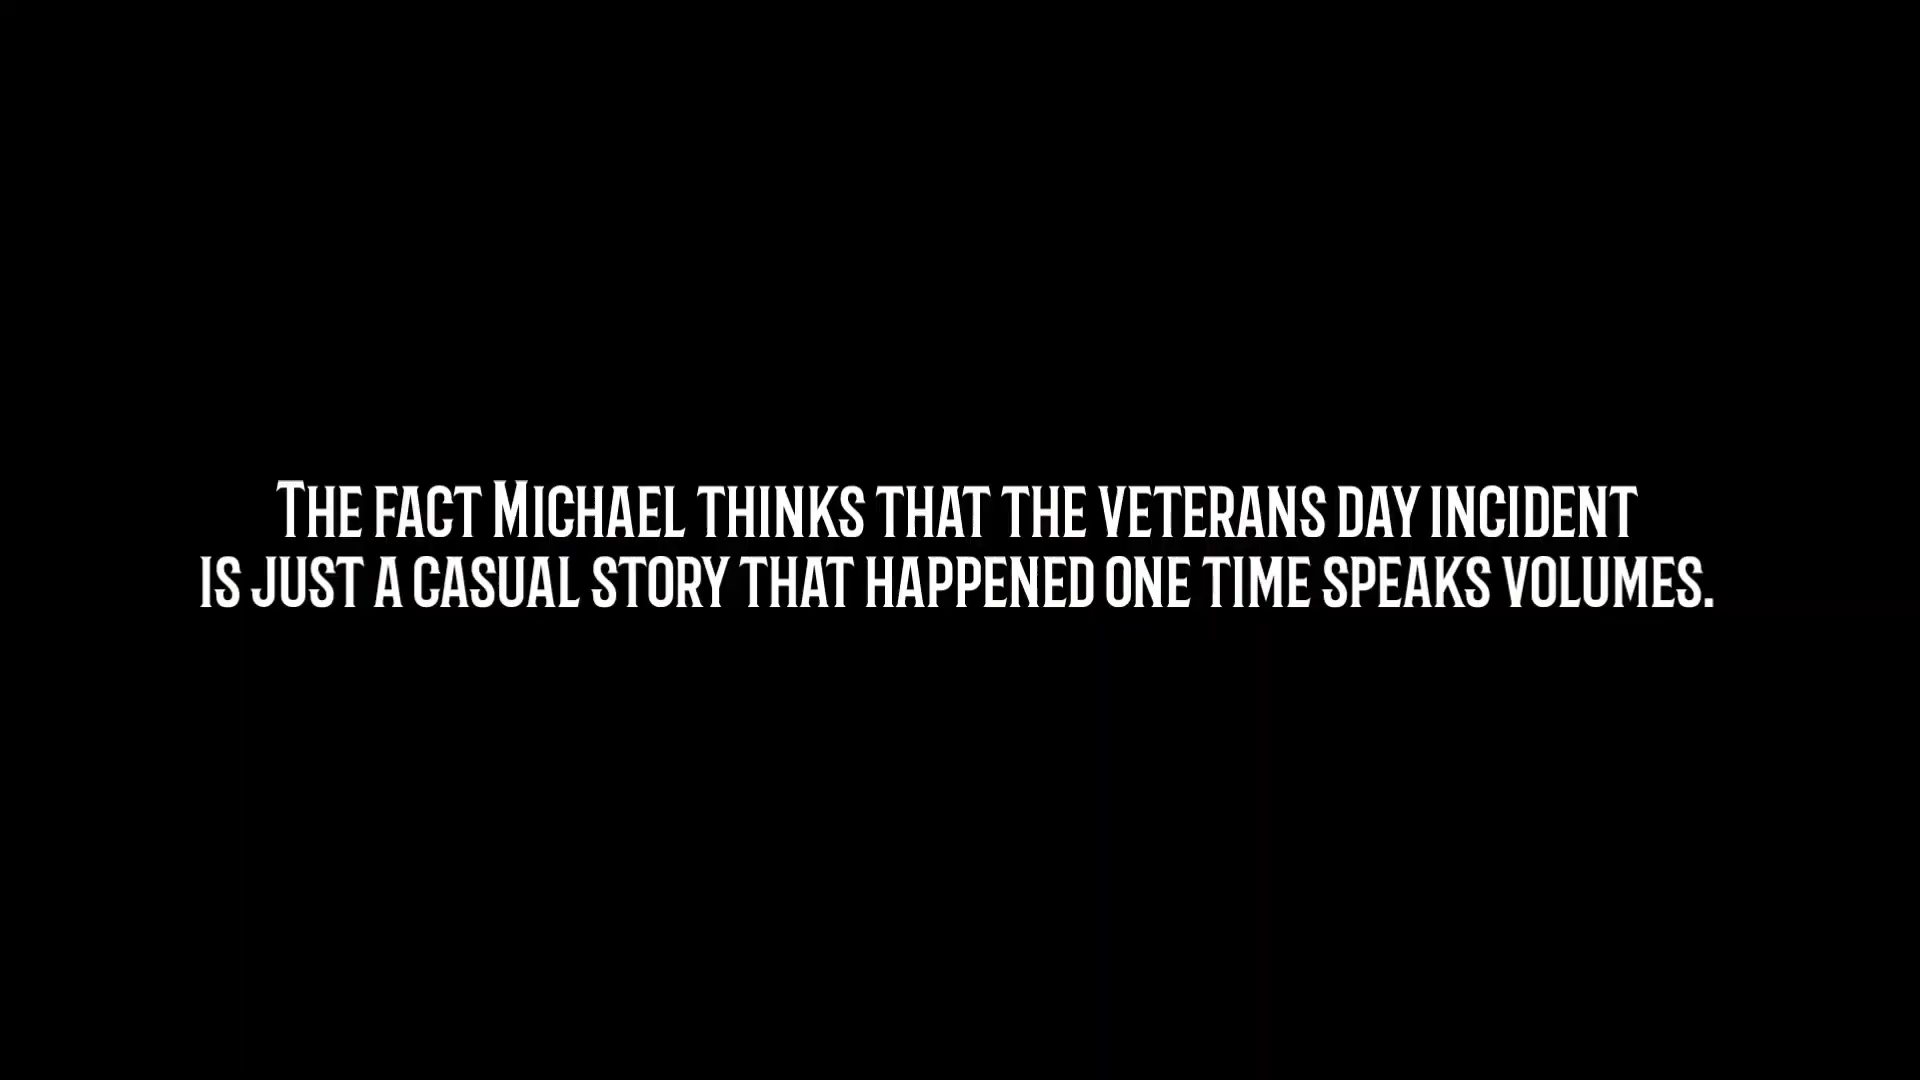 The fact Michael thinks that the veterans day incident
is just a casual story that happened one time speaks volumes.